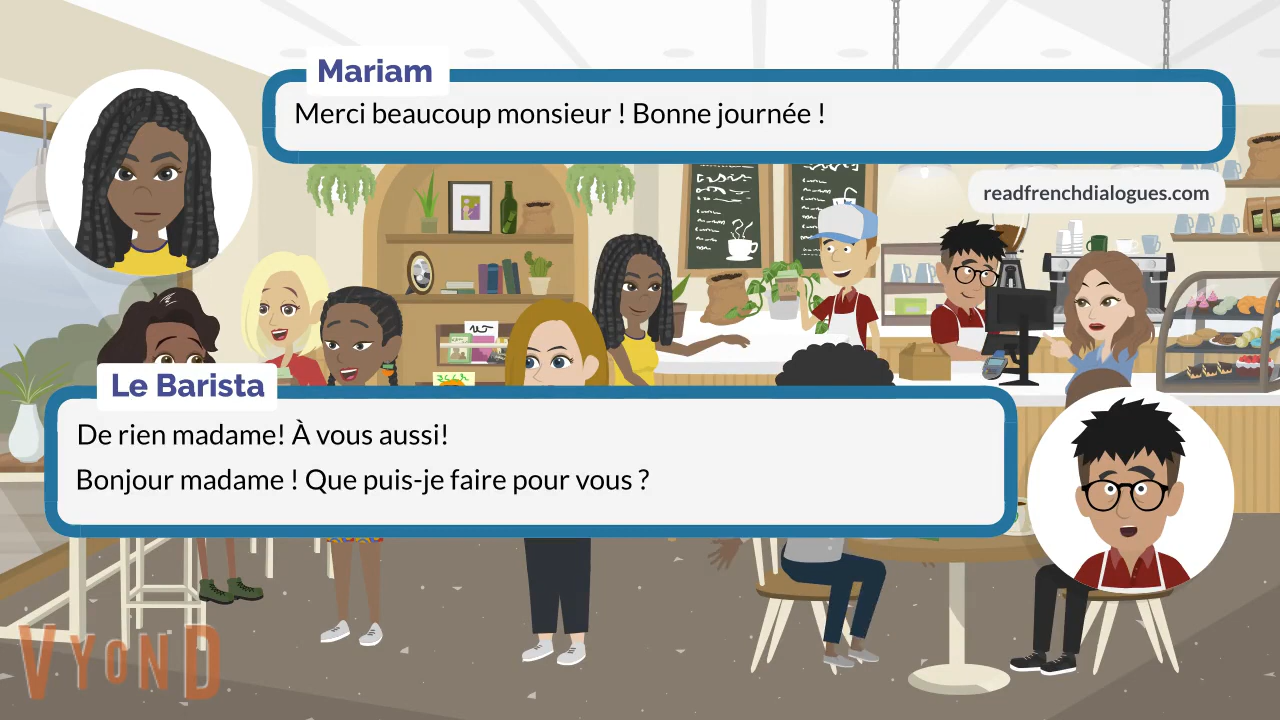 Mariam
Merci beaucoup monsieur ! Bonne journée !
readfrenchdialogues.com
Le Barista
De rien madame! À vous aussi!
Bonjour madame ! Que puis-je faire pour vous ?
VYOND